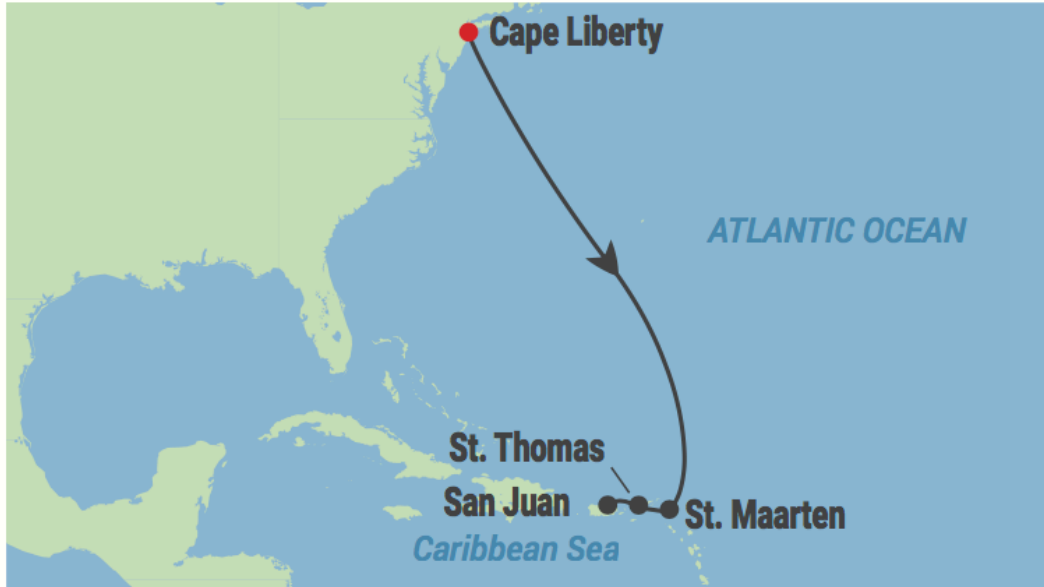 Cape Liberty
ATLANTIC OCEAN
St. Thomas
San Juan
St. Maarten
Caribbean Sea